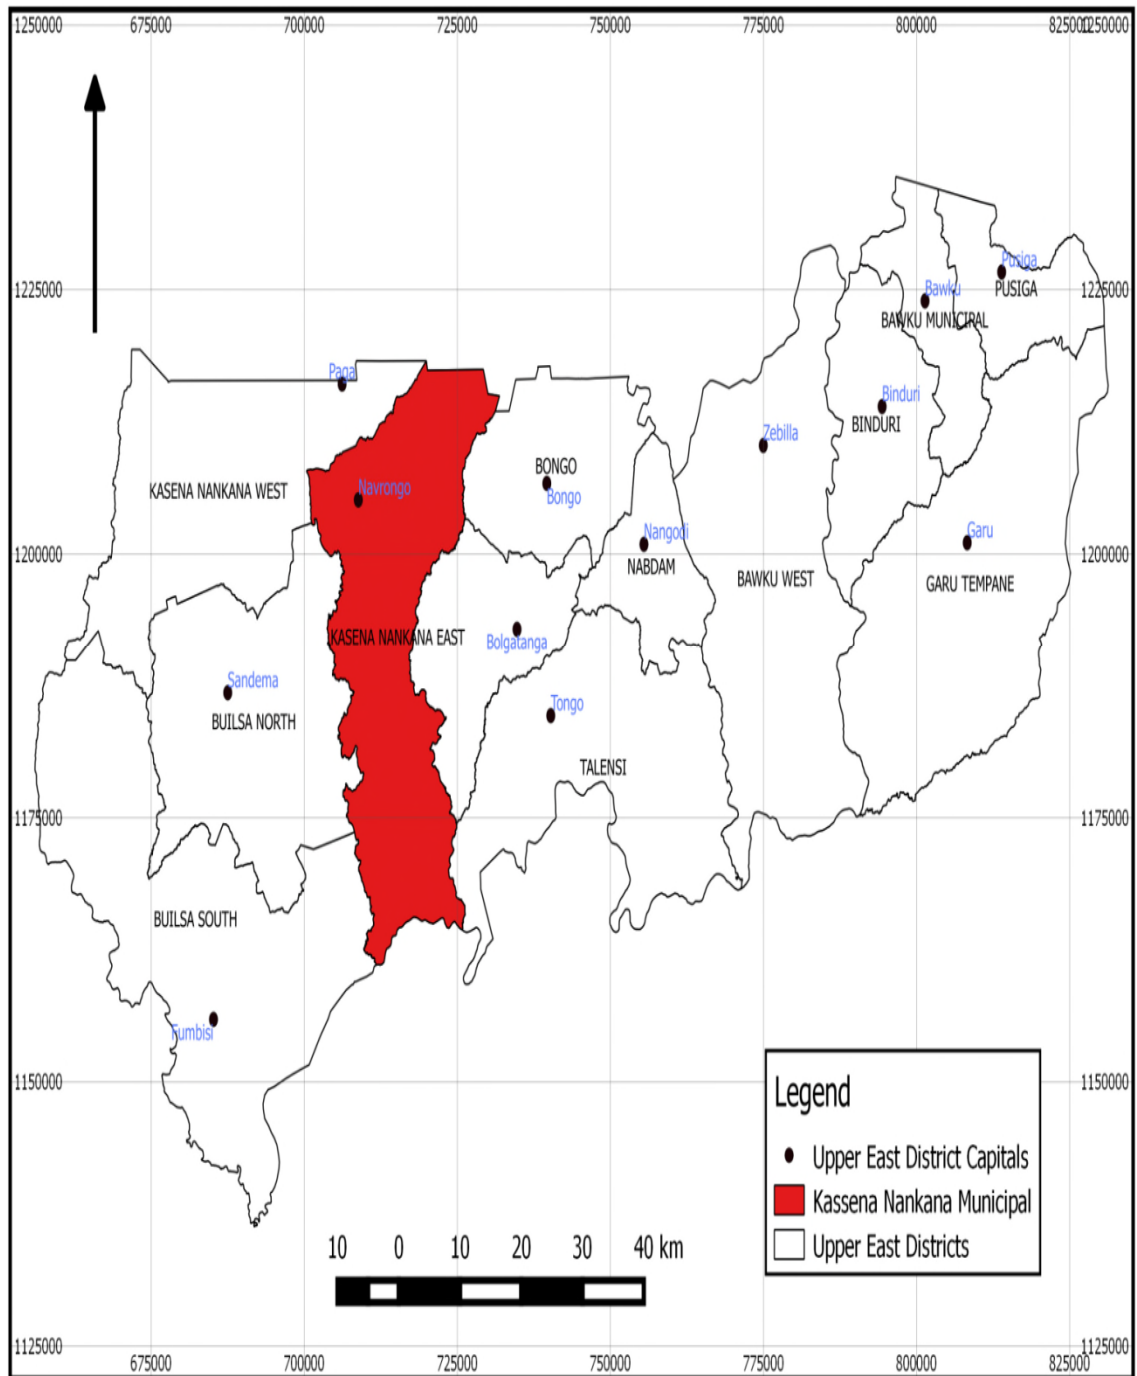 1250000 675000 700000 725000 750000 775000 800000 825000 1250000
Pusiga
1225000 Bawku PUSIGA 1225000
BAWKU MUNICIPAL
Paga
Binduri
BINDURI
Zebilla
BONGO
KASENA NANKANA WEST Navrongo Bongo
Nangodi Garu
1200000 1200000
NABDAM BAWKU WEST GARU TEMPANE
KASENA NANKANA EAST Bolgatanga
Sandema
Tongo
BUILSA NORTH
TALENSI
1175000 1175000
BUILSA SOUTH
Fumbisi
1150000 1150000
Legend
Upper East District Capitals
Kassena Nankana Municipal
Upper East Districts
10 0 10 20 30 40 km
1125000 1125000
675000 700000 725000 750000 775000 800000 825000